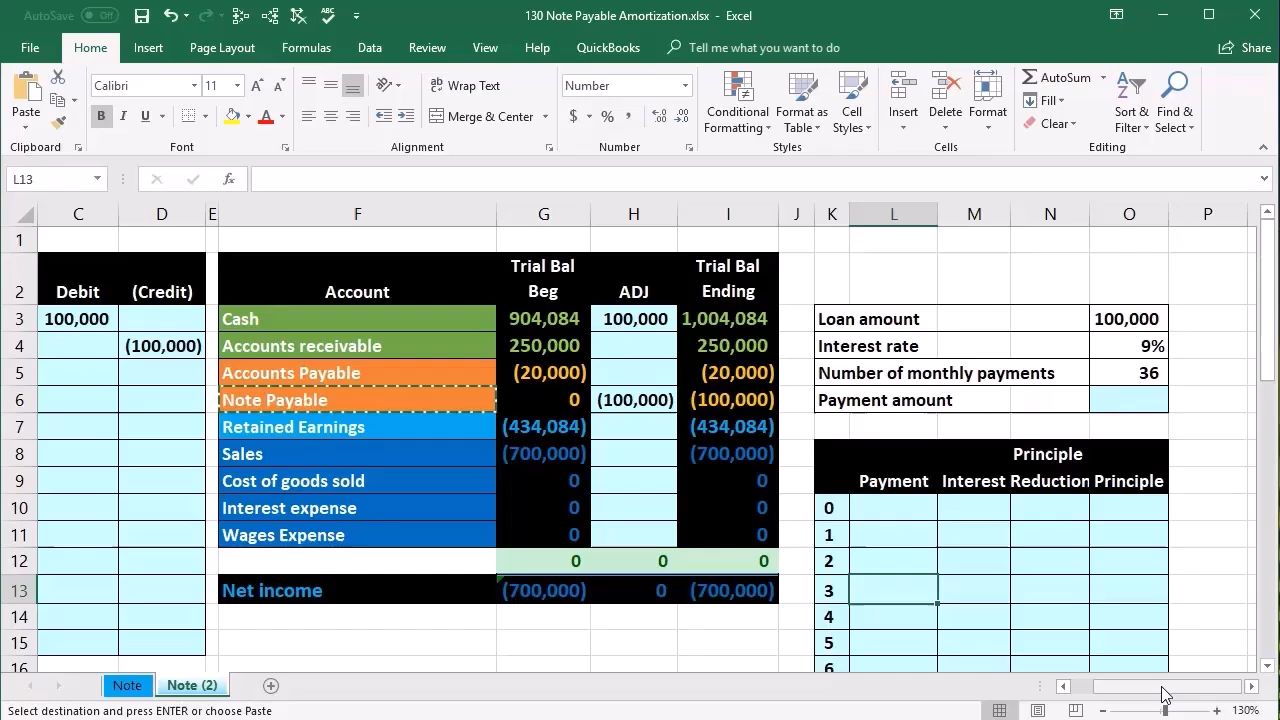 AutoSave Off 130 Note Payable Amortization.xlsx - Excel
File Home Insert Page Layout Formulas Data Review View Help QuickBooks Tell me what you want to do Share
Paste Calibri 11 Wrap Text Number AutoSum
B I U Merge & Center $ % Conditional Formatting Format as Table Cell Styles Insert Delete Format Fill Clear Sort & Filter Find & Select
Clipboard Font Alignment Number Styles Cells Editing
L13 fx
C D E F G H I J K L M N O P
1
2 Debit (Credit) Account Trial Bal Beg ADJ Trial Bal Ending
3 100,000 Cash 904,084 100,000 1,004,084 Loan amount 100,000
4 (100,000) Accounts receivable 250,000 250,000 Interest rate 9%
5 Accounts Payable (20,000) (20,000) Number of monthly payments 36
6 Note Payable 0 (100,000) (100,000) Payment amount
7 Retained Earnings (434,084) (434,084)
8 Sales (700,000) (700,000) Principle
9 Cost of goods sold 0 0 Payment Interest Reduction Principle
10 Interest expense 0 0 0
11 Wages Expense 0 0 1
12 0 0 0 2
13 Net income (700,000) 0 (700,000) 3
14 4
15 5
16 6
Note Note (2)
Select destination and press ENTER or choose Paste 130%